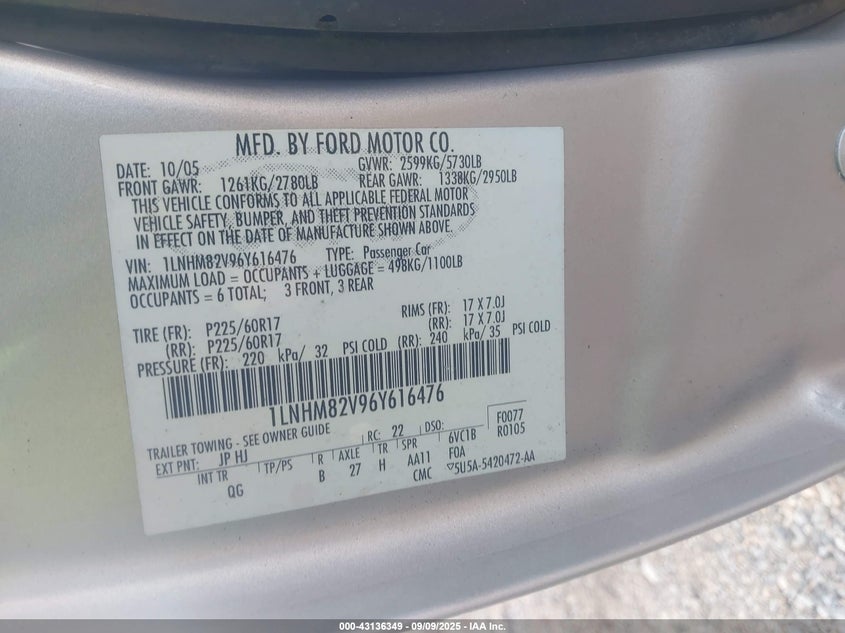 MFD. BY FORD MOTOR CO.
DATE: 10/05 GVWR: 2599KG/5730LB
FRONT GAWR: 1261KG/2780LB REAR GAWR: 1338KG/2950LB
THIS VEHICLE CONFORMS TO ALL APPLICABLE FEDERAL MOTOR
VEHICLE SAFETY, BUMPER, AND THEFT PREVENTION STANDARDS
IN EFFECT ON THE DATE OF MANUFACTURE SHOWN ABOVE.
VIN: 1LNHM82V96Y616476 TYPE: Passenger Car
MAXIMUM LOAD = OCCUPANTS + LUGGAGE = 498KG/1100LB
OCCUPANTS = 6 TOTAL; 3 FRONT, 3 REAR
TIRE (FR): P225/60R17 RIMS (FR): 17 X 7.0J
(RR): P225/60R17 (RR): 17 X 7.0J
PRESSURE (FR): 220 kPa/ 32 PSI COLD (RR): 240 kPa/ 35 PSI COLD
1LNHM82V96Y616476
TRAILER TOWING - SEE OWNER GUIDE F0077
EXT PNT: JP HJ RC: 22 DSO: R0105
INT TR TP/PS R AXLE TR SPR 6VC1B
QG B 27 H AA11 FOA
CMC 5U5A-5420472-AA
000-43136349 - 09/09/2025 - IAA Inc.